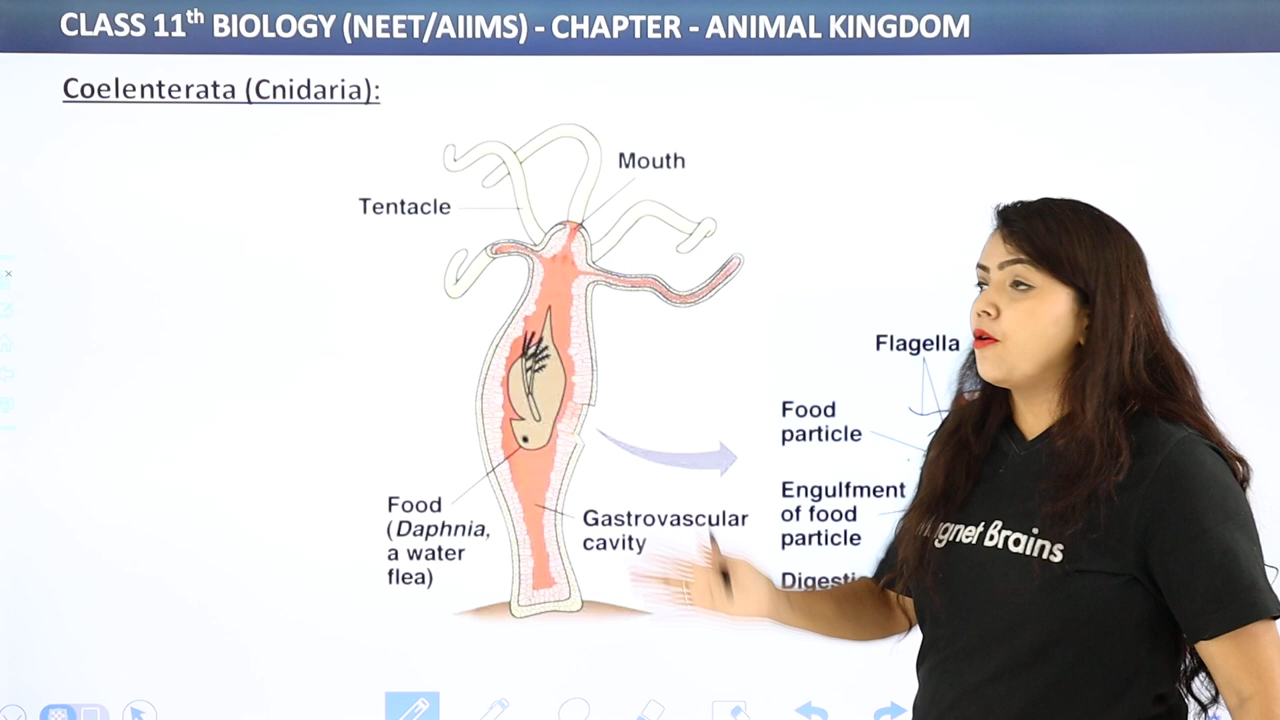 CLASS 11th BIOLOGY (NEET/AIIMS) - CHAPTER - ANIMAL KINGDOM
Coelenterata (Cnidaria):
Mouth
Tentacle
Flagella
Food
particle
Engulfment
of food
particle
Food
(Daphnia,
a water
flea)
Gastrovascular
cavity
gnet Brains